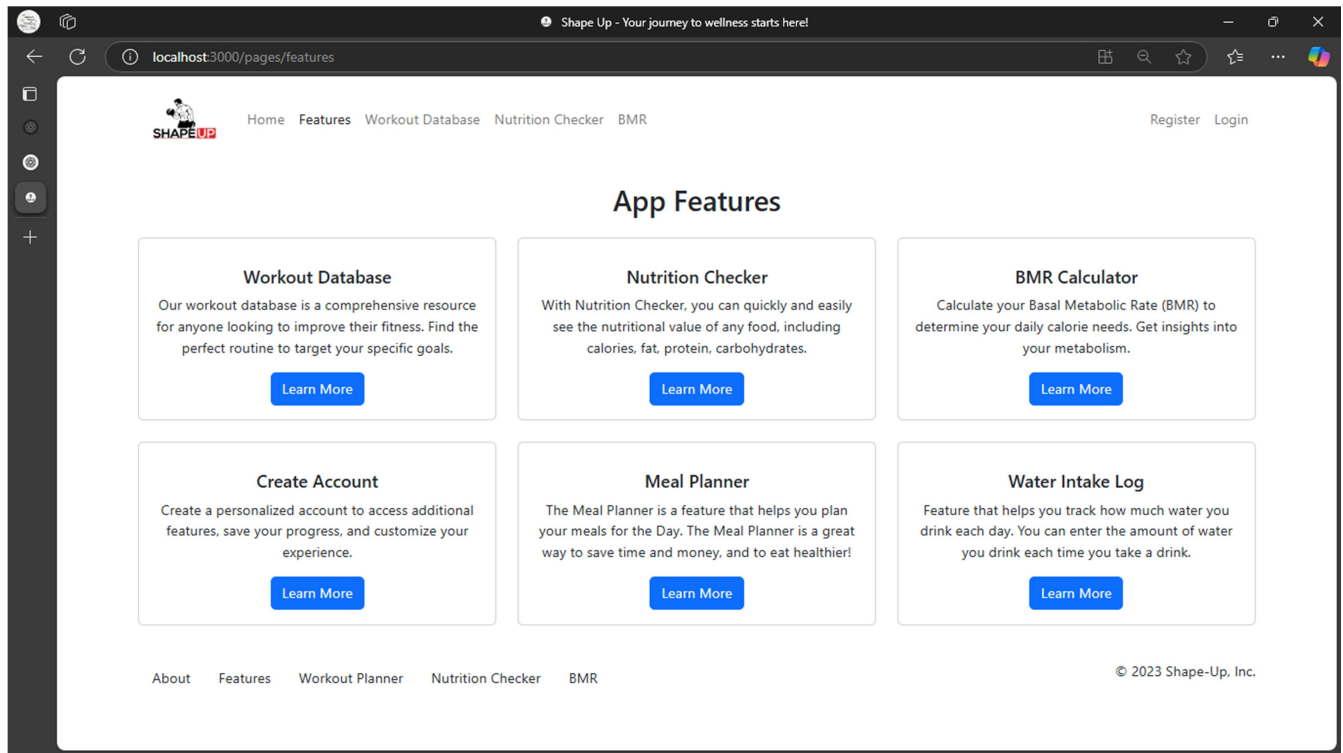 Shape Up - Your journey to wellness starts here!
localhost:3000/pages/features
SHAPEUP
Home Features Workout Database Nutrition Checker BMR
Register Login
App Features
Workout Database
Our workout database is a comprehensive resource
for anyone looking to improve their fitness. Find the
perfect routine to target your specific goals.
Learn More
Nutrition Checker
With Nutrition Checker, you can quickly and easily
see the nutritional value of any food, including
calories, fat, protein, carbohydrates.
Learn More
BMR Calculator
Calculate your Basal Metabolic Rate (BMR) to
determine your daily calorie needs. Get insights into
your metabolism.
Learn More
Create Account
Create a personalized account to access additional
features, save your progress, and customize your
experience.
Learn More
Meal Planner
The Meal Planner is a feature that helps you plan
your meals for the Day. The Meal Planner is a great
way to save time and money, and to eat healthier!
Learn More
Water Intake Log
Feature that helps you track how much water you
drink each day. You can enter the amount of water
you drink each time you take a drink.
Learn More
About Features Workout Planner Nutrition Checker BMR
© 2023 Shape-Up, Inc.